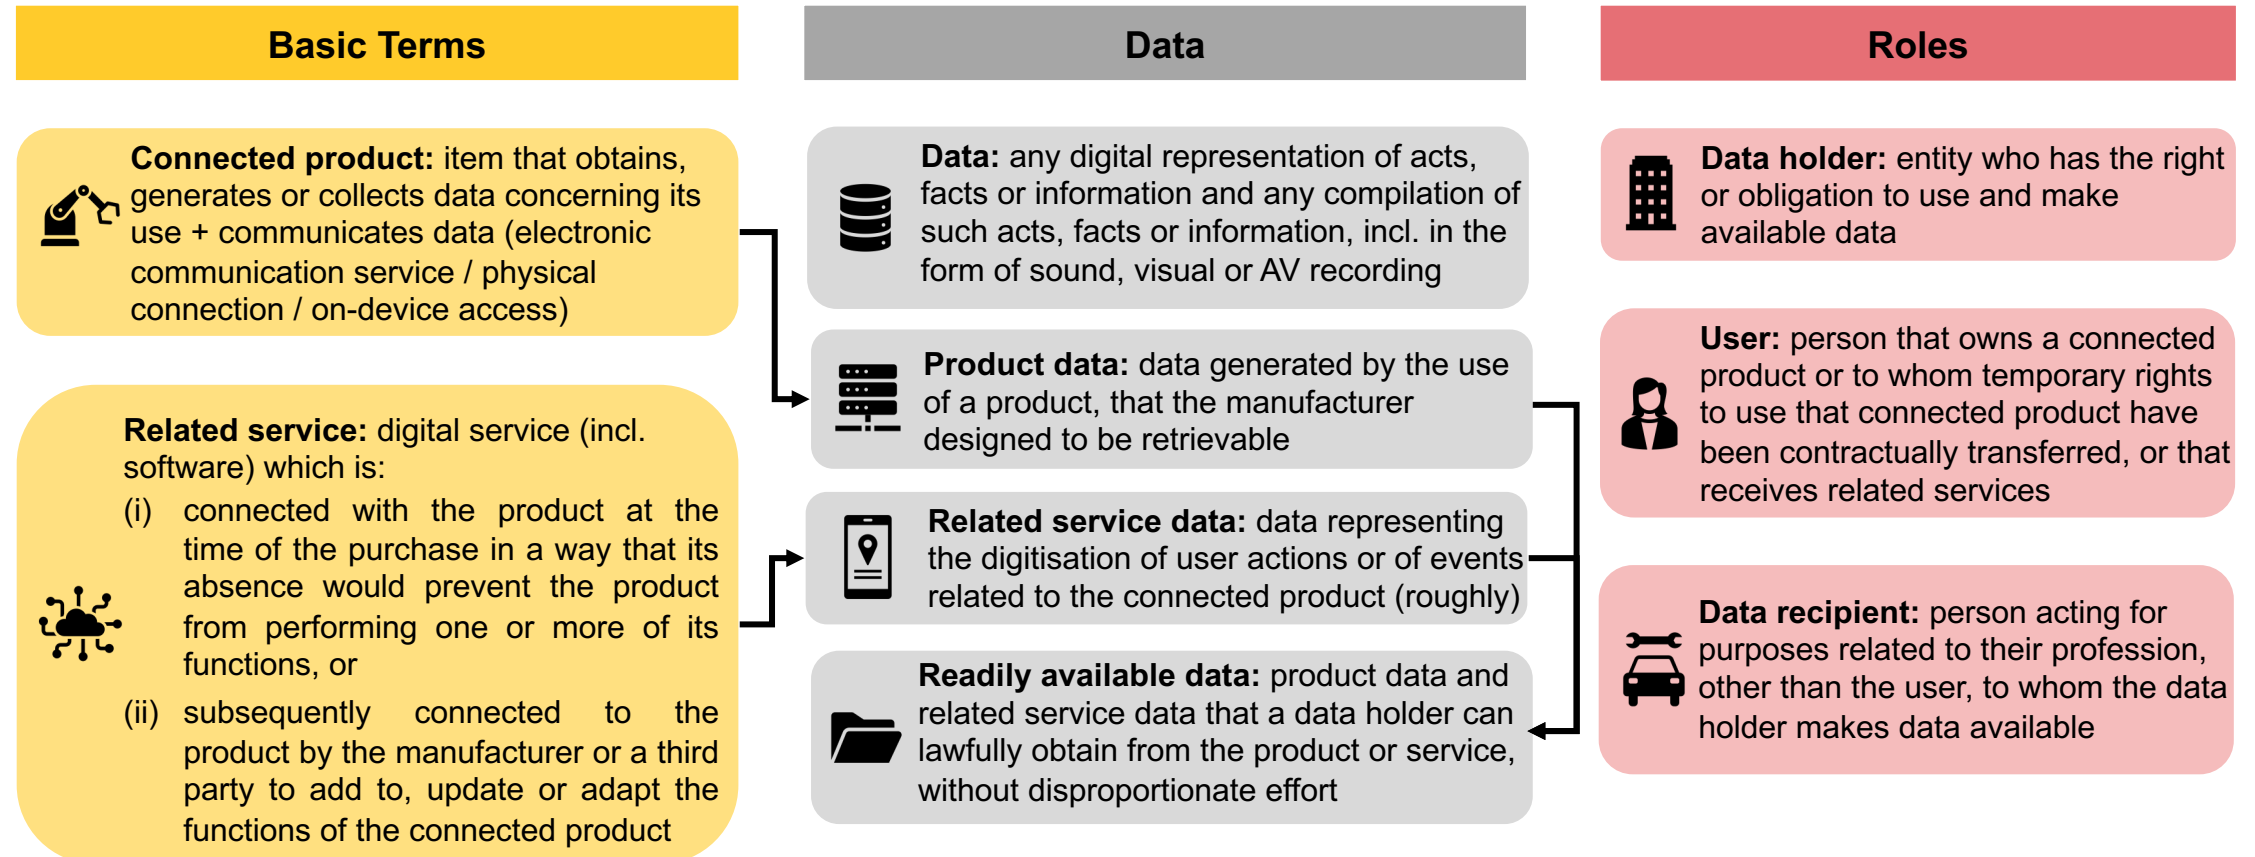 Basic Terms
Connected product: item that obtains,
generates or collects data concerning its
use + communicates data (electronic
communication service / physical
connection / on-device access)
Related service: digital service (incl.
software) which is:
(i) connected with the product at the
time of the purchase in a way that its
absence would prevent the product
from performing one or more of its
functions, or
(ii) subsequently connected to the
product by the manufacturer or a third
party to add to, update or adapt the
functions of the connected product
Data
Data: any digital representation of acts,
facts or information and any compilation of
such acts, facts or information, incl. in the
form of sound, visual or AV recording
Product data: data generated by the use
of a product, that the manufacturer
designed to be retrievable
Related service data: data representing
the digitisation of user actions or of events
related to the connected product (roughly)
Readily available data: product data and
related service data that a data holder can
lawfully obtain from the product or service,
without disproportionate effort
Roles
Data holder: entity who has the right
or obligation to use and make
available data
User: person that owns a connected
product or to whom temporary rights
to use that connected product have
been contractually transferred, or that
receives related services
Data recipient: person acting for
purposes related to their profession,
other than the user, to whom the data
holder makes data available